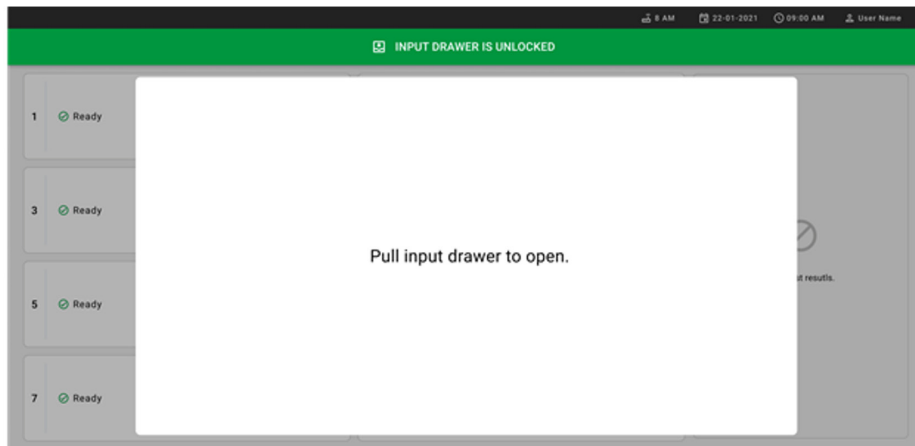 8 AM 22-01-2021 09:00 AM User Name
INPUT DRAWER IS UNLOCKED
1 Ready
3 Ready
Pull input drawer to open.
st resutls.
5 Ready
7 Ready